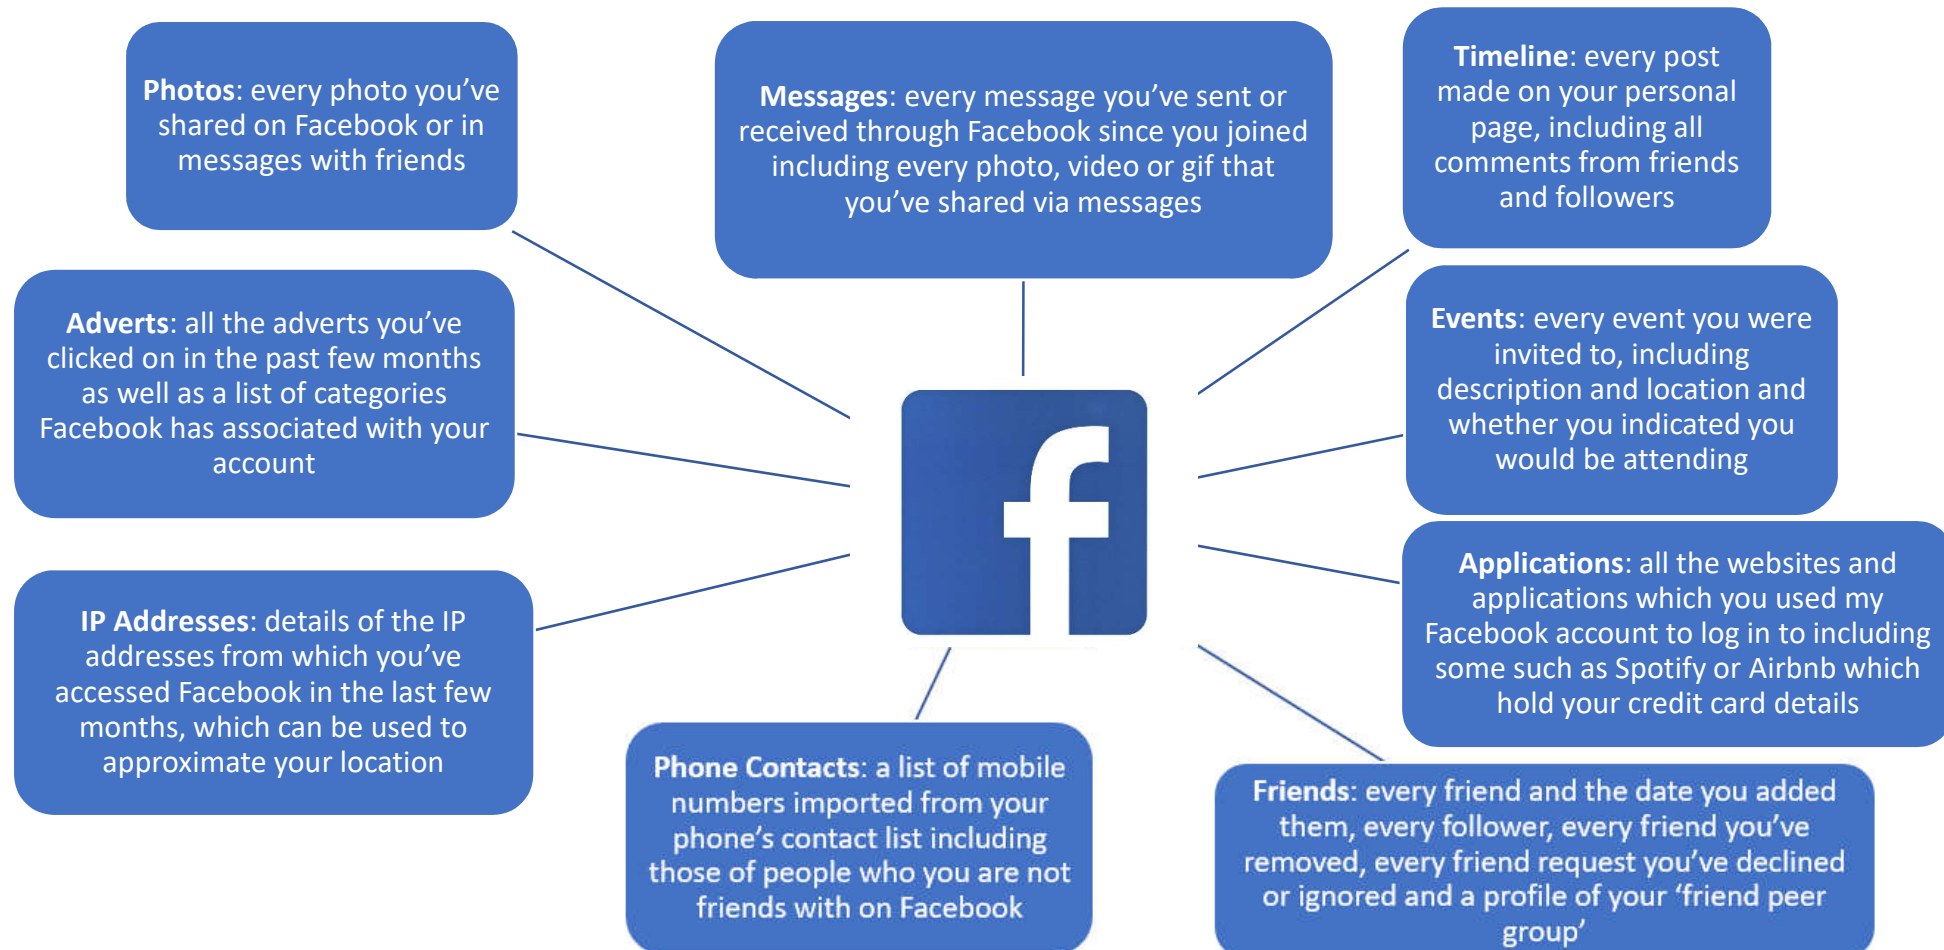 Photos: every photo you've
shared on Facebook or in
messages with friends
Messages: every message you've sent or
received through Facebook since you joined
including every photo, video or gif that
you've shared via messages
Timeline: every post
made on your personal
page, including all
comments from friends
and followers
Adverts: all the adverts you've
clicked on in the past few months
as well as a list of categories
Facebook has associated with your
account
Events: every event you were
invited to, including
description and location and
whether you indicated you
would be attending
f
IP Addresses: details of the IP
addresses from which you've
accessed Facebook in the last few
months, which can be used to
approximate your location
Applications: all the websites and
applications which you used my
Facebook account to log in to including
some such as Spotify or Airbnb which
hold your credit card details
Phone Contacts: a list of mobile
numbers imported from your
phone's contact list including
those of people who you are not
friends with on Facebook
Friends: every friend and the date you added
them, every follower, every friend you've
removed, every friend request you've declined
or ignored and a profile of your 'friend peer
group'